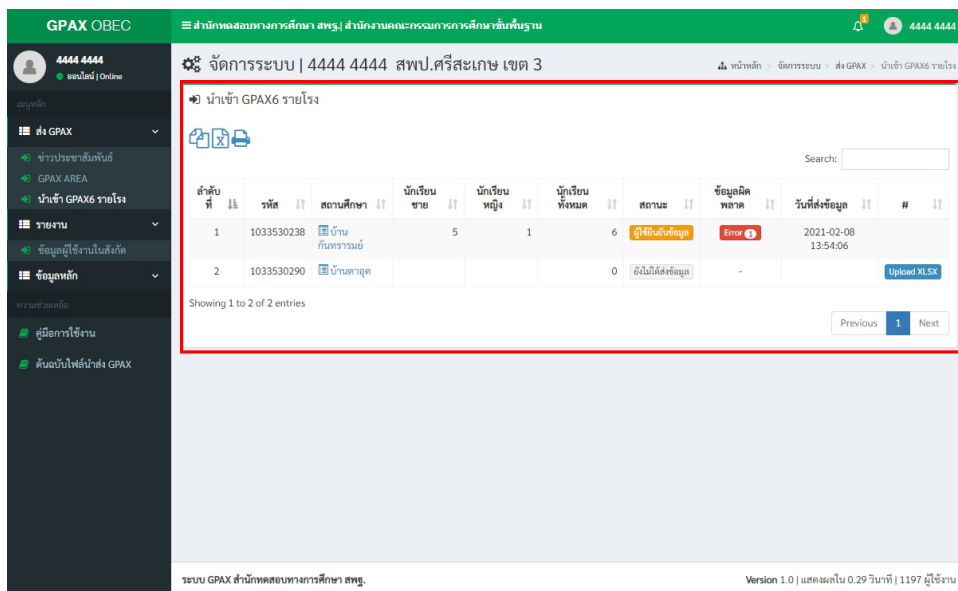 GPAX OBEC
สำนักทดสอบทางการศึกษา สพฐ.| สำนักงานคณะกรรมการการศึกษาขั้นพื้นฐาน
1
4444 4444
4444 4444
ออนไลน์ | Online
เมนูหลัก
ส่ง GPAX
ข่าวประชาสัมพันธ์
GPAX AREA
นำเข้า GPAX6 รายโรง
รายงาน
ข้อมูลผู้ใช้งานในสังกัด
ข้อมูลหลัก
ความช่วยเหลือ
คู่มือการใช้งาน
ต้นฉบับไฟล์นำส่ง GPAX
จัดการระบบ | 4444 4444 สพป.ศรีสะเกษ เขต 3
หน้าหลัก > จัดการระบบ > ส่ง GPAX > นำเข้า GPAX6 รายโรง
นำเข้า GPAX6 รายโรง
Search:
ลำดับที่ รหัส สถานศึกษา นักเรียนชาย นักเรียนหญิง นักเรียนทั้งหมด สถานะ ข้อมูลผิดพลาด วันที่ส่งข้อมูล #
1 1033530238 บ้านกันทรารมย์ 5 1 6 ผู้ใช้ยืนยันข้อมูล Error 1 2021-02-08 13:54:06
2 1033530290 บ้านตาอุด 0 ยังไม่ได้ส่งข้อมูล - Upload XLSX
Showing 1 to 2 of 2 entries
Previous 1 Next
ระบบ GPAX สำนักทดสอบทางการศึกษา สพฐ.
Version 1.0 | แสดงผลใน 0.29 วินาที | 1197 ผู้ใช้งาน